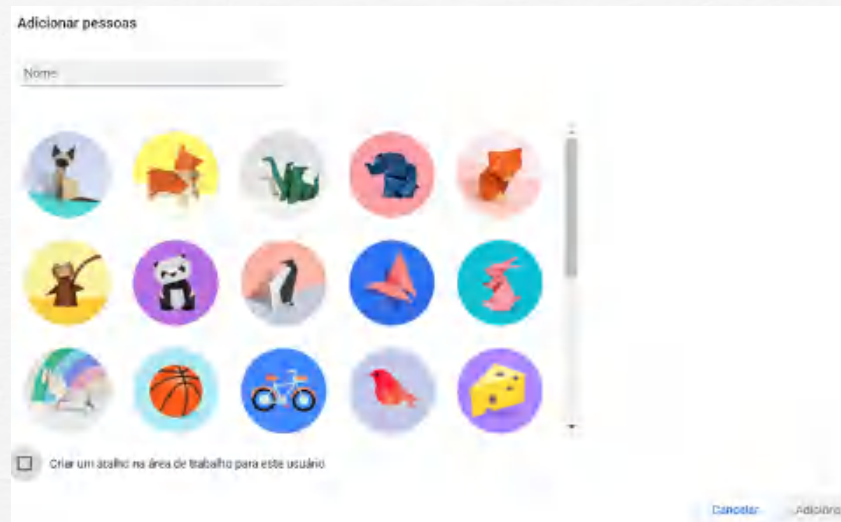 Adicionar pessoas
Nome
Criar um atalho na área de trabalho para este usuário
Cancelar